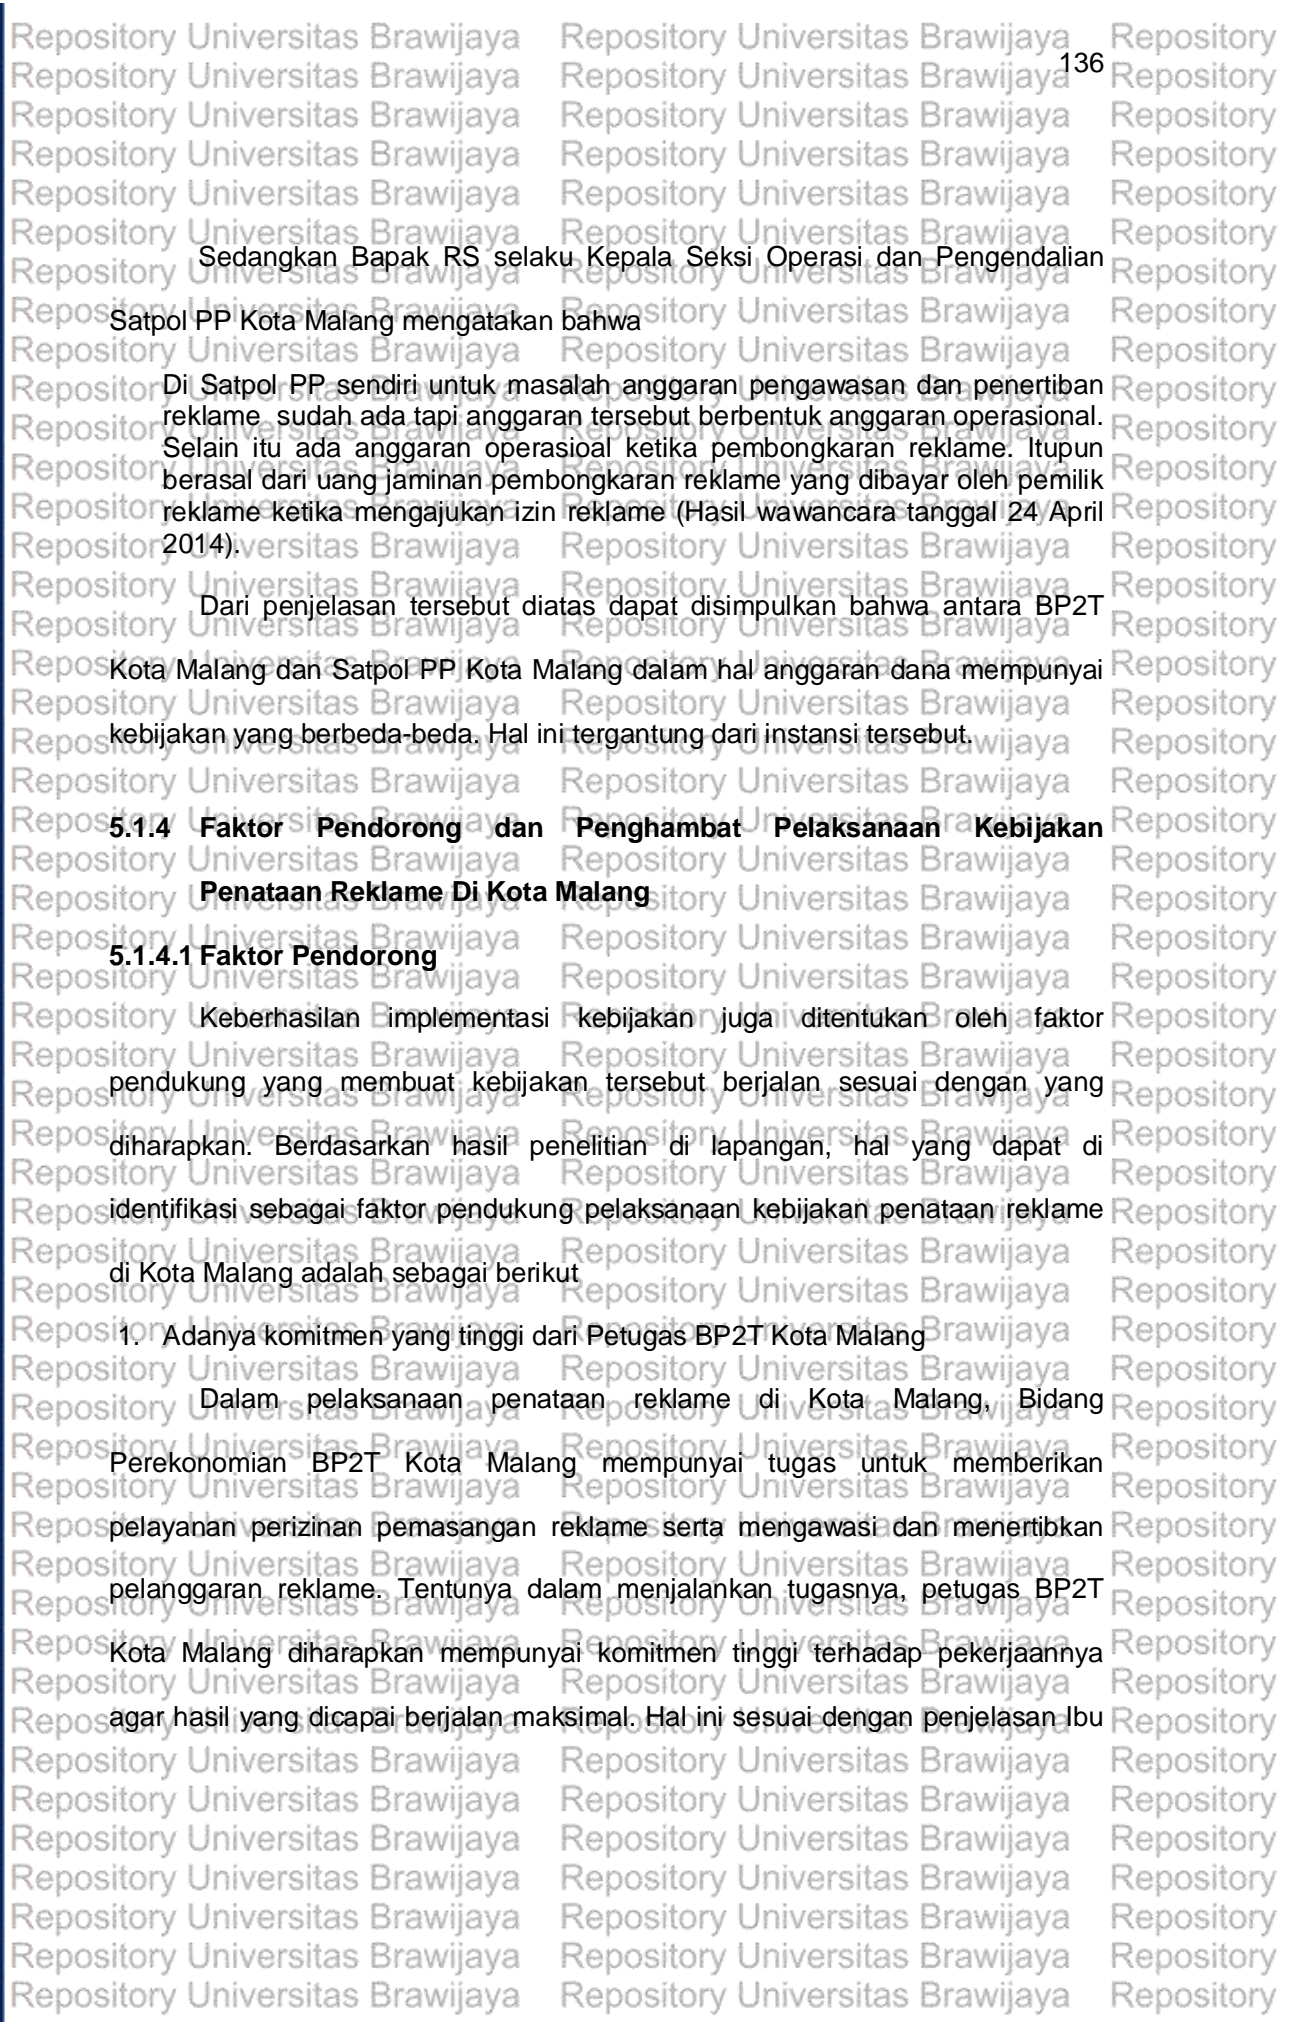 136
Sedangkan Bapak RS selaku Kepala Seksi Operasi dan Pengendalian
Satpol PP Kota Malang mengatakan bahwa
Di Satpol PP sendiri untuk masalah anggaran pengawasan dan penertiban
reklame sudah ada tapi anggaran tersebut berbentuk anggaran operasional.
Selain itu ada anggaran operasioal ketika pembongkaran reklame. Itupun
berasal dari uang jaminan pembongkaran reklame yang dibayar oleh pemilik
reklame ketika mengajukan izin reklame (Hasil wawancara tanggal 24 April
2014).
Dari penjelasan tersebut diatas dapat disimpulkan bahwa antara BP2T
Kota Malang dan Satpol PP Kota Malang dalam hal anggaran dana mempunyai
kebijakan yang berbeda-beda. Hal ini tergantung dari instansi tersebut.
5.1.4 Faktor Pendorong dan Penghambat Pelaksanaan Kebijakan
Penataan Reklame Di Kota Malang
5.1.4.1 Faktor Pendorong
Keberhasilan implementasi kebijakan juga ditentukan oleh faktor
pendukung yang membuat kebijakan tersebut berjalan sesuai dengan yang
diharapkan. Berdasarkan hasil penelitian di lapangan, hal yang dapat di
identifikasi sebagai faktor pendukung pelaksanaan kebijakan penataan reklame
di Kota Malang adalah sebagai berikut
1. Adanya komitmen yang tinggi dari Petugas BP2T Kota Malang
Dalam pelaksanaan penataan reklame di Kota Malang, Bidang
Perekonomian BP2T Kota Malang mempunyai tugas untuk memberikan
pelayanan perizinan pemasangan reklame serta mengawasi dan menertibkan
pelanggaran reklame. Tentunya dalam menjalankan tugasnya, petugas BP2T
Kota Malang diharapkan mempunyai komitmen tinggi terhadap pekerjaannya
agar hasil yang dicapai berjalan maksimal. Hal ini sesuai dengan penjelasan Ibu